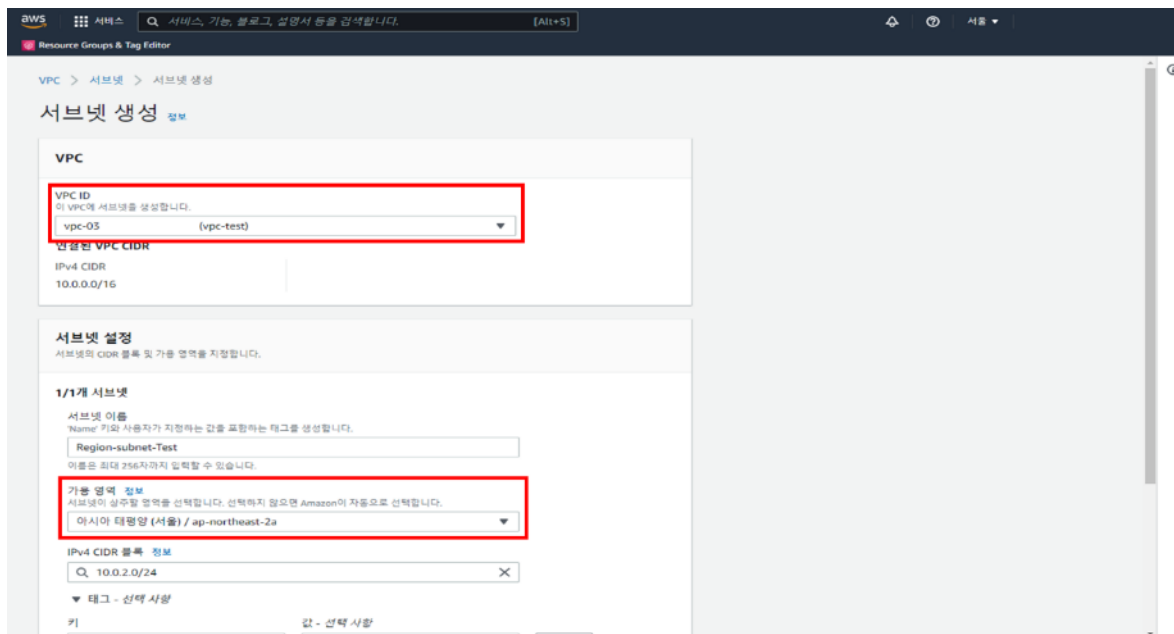 aws 서비스 서비스, 기능, 블로그, 설명서 등을 검색합니다. [Alt+S] 서울 ▼
Resource Groups & Tag Editor
VPC > 서브넷 > 서브넷 생성
서브넷 생성 정보
VPC
VPC ID
이 VPC에 서브넷을 생성합니다.
vpc-03 (vpc-test)
연결된 VPC CIDR
IPv4 CIDR
10.0.0.0/16
서브넷 설정
서브넷의 CIDR 블록 및 가용 영역을 지정합니다.
1/1개 서브넷
서브넷 이름
'Name' 키와 사용자가 지정하는 값을 포함하는 태그를 생성합니다.
Region-subnet-Test
이름은 최대 256자까지 입력할 수 있습니다.
가용 영역 정보
서브넷이 상주할 영역을 선택합니다. 선택하지 않으면 Amazon이 자동으로 선택합니다.
아시아 태평양 (서울) / ap-northeast-2a
IPv4 CIDR 블록 정보
10.0.2.0/24
▼ 태그 - 선택 사항
키 값 - 선택 사항